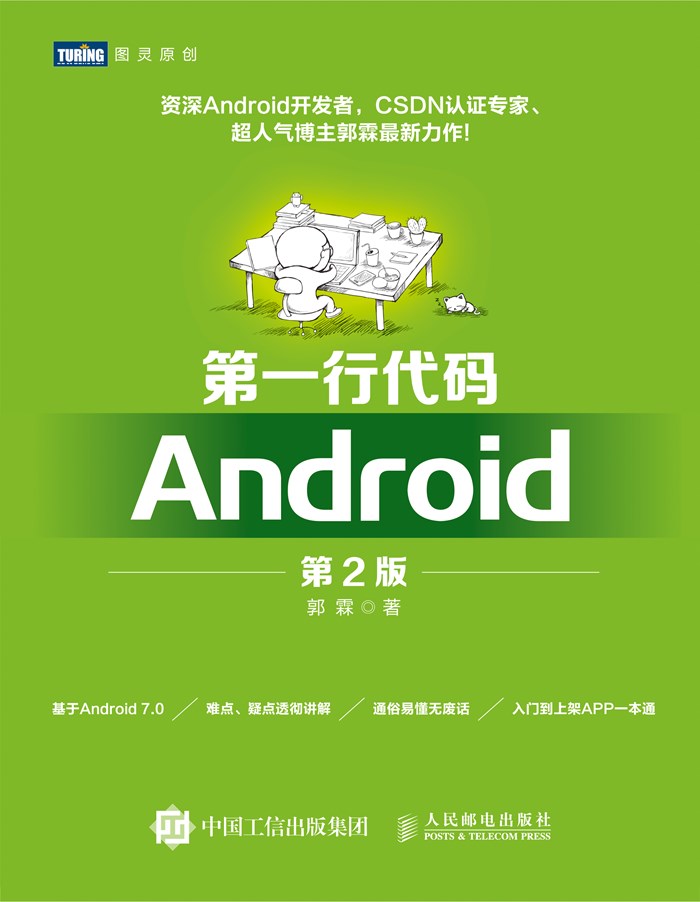 TURING 图灵原创
资深Android开发者，CSDN认证专家、
超人气博主郭霖最新力作！
第一行代码
Android
第2版
郭霖◎著
基于Android 7.0 ／ 难点、疑点透彻讲解 ／ 通俗易懂无废话 ／ 入门到上架APP一本通
中国工信出版集团 人民邮电出版社
POSTS & TELECOM PRESS